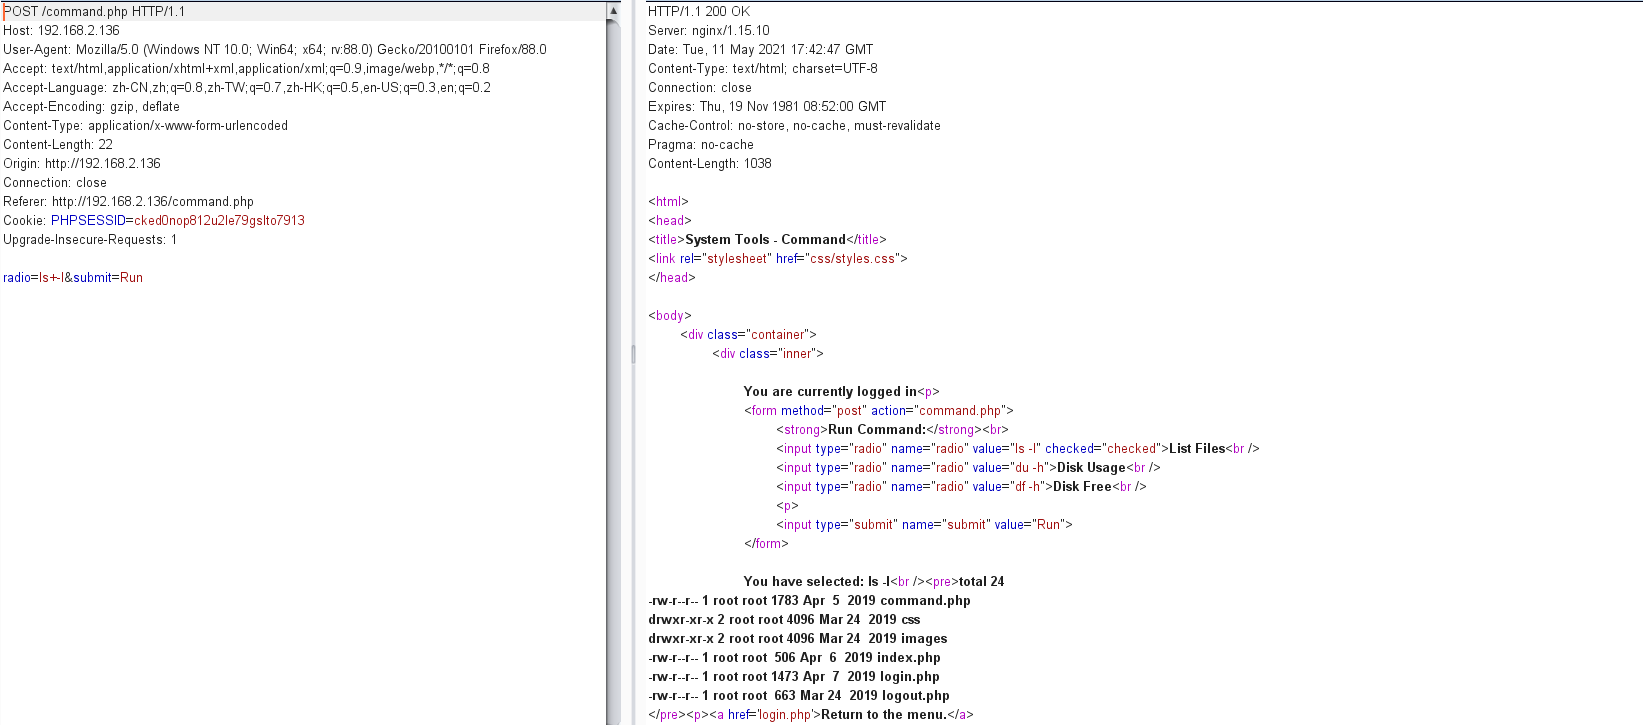 POST /command.php HTTP/1.1
Host: 192.168.2.136
User-Agent: Mozilla/5.0 (Windows NT 10.0; Win64; x64; rv:88.0) Gecko/20100101 Firefox/88.0
Accept: text/html,application/xhtml+xml,application/xml;q=0.9,image/webp,*/*;q=0.8
Accept-Language: zh-CN,zh;q=0.8,zh-TW;q=0.7,zh-HK;q=0.5,en-US;q=0.3,en;q=0.2
Accept-Encoding: gzip, deflate
Content-Type: application/x-www-form-urlencoded
Content-Length: 22
Origin: http://192.168.2.136
Connection: close
Referer: http://192.168.2.136/command.php
Cookie: PHPSESSID=cked0nop812u2le79gslto7913
Upgrade-Insecure-Requests: 1
radio=ls+-l&submit=Run
HTTP/1.1 200 OK
Server: nginx/1.15.10
Date: Tue, 11 May 2021 17:42:47 GMT
Content-Type: text/html; charset=UTF-8
Connection: close
Expires: Thu, 19 Nov 1981 08:52:00 GMT
Cache-Control: no-store, no-cache, must-revalidate
Pragma: no-cache
Content-Length: 1038
<html>
<head>
<title>System Tools - Command</title>
<link rel="stylesheet" href="css/styles.css">
</head>
<body>
<div class="container">
<div class="inner">
You are currently logged in<p>
<form method="post" action="command.php">
<strong>Run Command:</strong><br>
<input type="radio" name="radio" value="ls -l" checked="checked">List Files<br />
<input type="radio" name="radio" value="du -h">Disk Usage<br />
<input type="radio" name="radio" value="df -h">Disk Free<br />
<p>
<input type="submit" name="submit" value="Run">
</form>
You have selected: ls -l<br /><pre>total 24
-rw-r--r-- 1 root root 1783 Apr  5  2019 command.php
drwxr-xr-x 2 root root 4096 Mar 24  2019 css
drwxr-xr-x 2 root root 4096 Mar 24  2019 images
-rw-r--r-- 1 root root  506 Apr  6  2019 index.php
-rw-r--r-- 1 root root 1473 Apr  7  2019 login.php
-rw-r--r-- 1 root root  663 Mar 24  2019 logout.php
</pre><p><a href='login.php'>Return to the menu.</a>